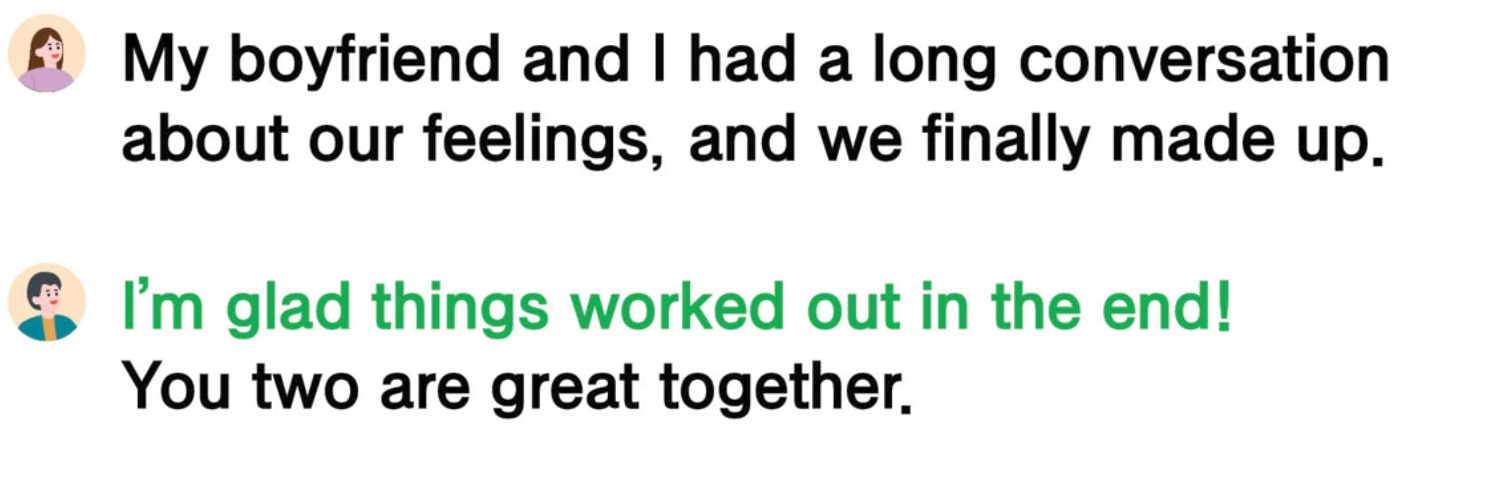 My boyfriend and I had a long conversation
about our feelings, and we finally made up.
I’m glad things worked out in the end!
You two are great together.